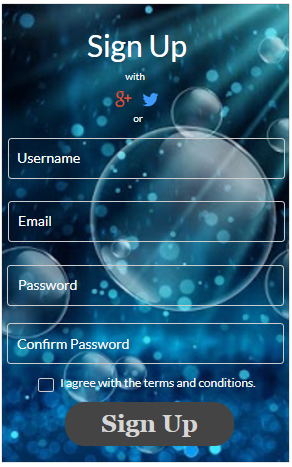 Sign Up
with
g+
or
Username
Email
Password
Confirm Password
I agree with the terms and conditions.
Sign Up